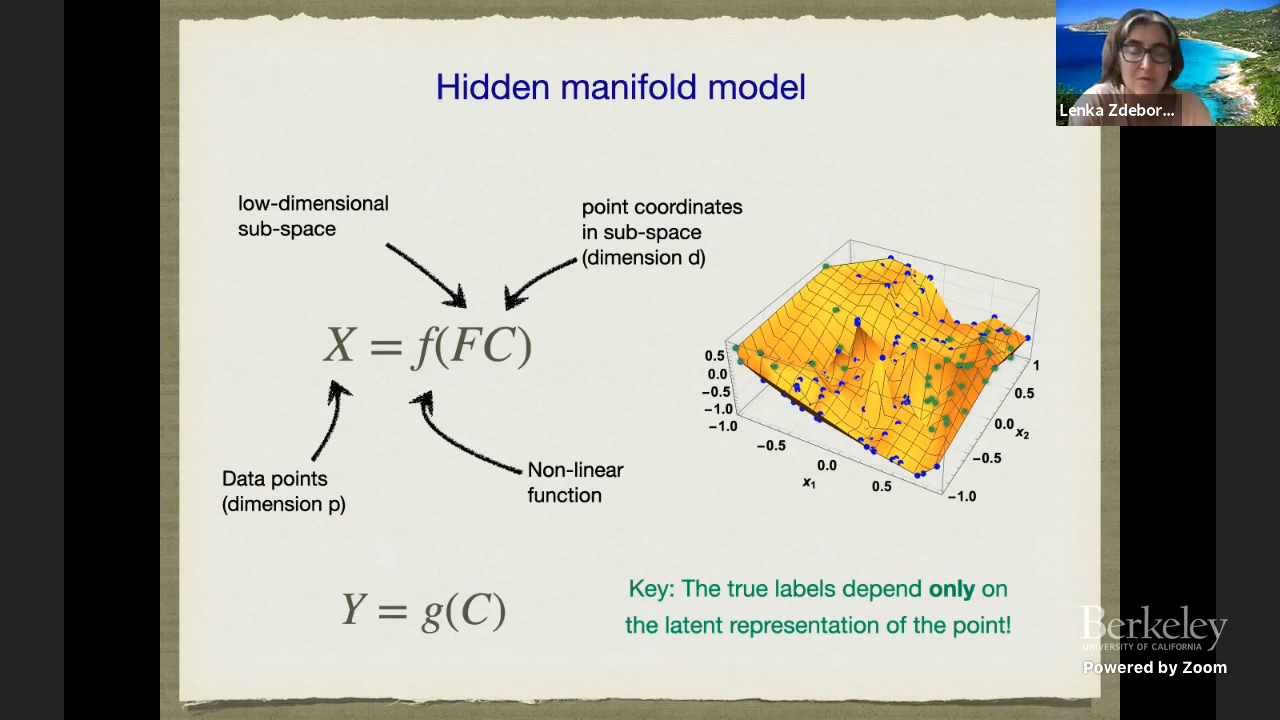 Hidden manifold model
Lenka Zdebor...
low-dimensional
sub-space
point coordinates
in sub-space
(dimension d)
X = f(FC)
Data points
(dimension p)
Non-linear
function
0.5
0.0
−0.5
−1.0
−1.0
−0.5
0.0
0.5
x₁
1
0.5
0.0
x₂
−0.5
−1.0
Y = g(C)
Key: The true labels depend only on
the latent representation of the point!
Berkeley
UNIVERSITY OF CALIFORNIA
Powered by Zoom